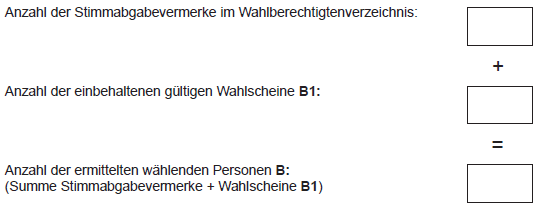 Anzahl der Stimmabgabevermerke im Wahlberechtigtenverzeichnis:
+
Anzahl der einbehaltenen gültigen Wahlscheine B1:
=
Anzahl der ermittelten wählenden Personen B:
(Summe Stimmabgabevermerke + Wahlscheine B1)